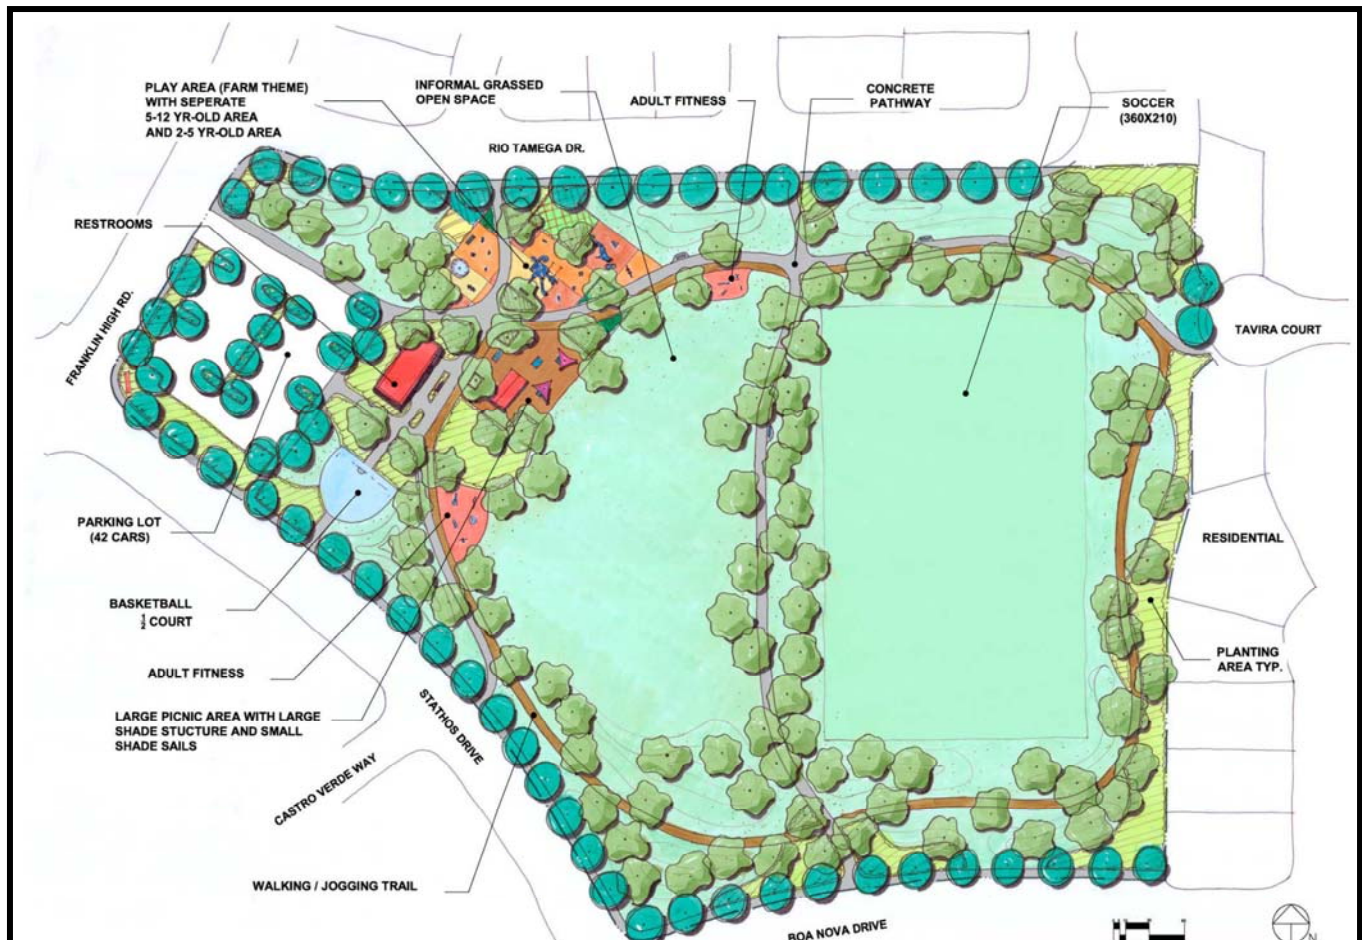 PLAY AREA (FARM THEME)
WITH SEPERATE
5-12 YR-OLD AREA
AND 2-5 YR-OLD AREA
INFORMAL GRASSED
OPEN SPACE
ADULT FITNESS
CONCRETE
PATHWAY
SOCCER
(360X210)
RIO TAMEGA DR.
RESTROOMS
FRANKLIN HIGH RD.
TAVIRA COURT
PARKING LOT
(42 CARS)
RESIDENTIAL
BASKETBALL
½ COURT
PLANTING
AREA TYP.
ADULT FITNESS
LARGE PICNIC AREA WITH LARGE
SHADE STUCTURE AND SMALL
SHADE SAILS
STATHOS DRIVE
CASTRO VERDE WAY
WALKING / JOGGING TRAIL
BOA NOVA DRIVE
N